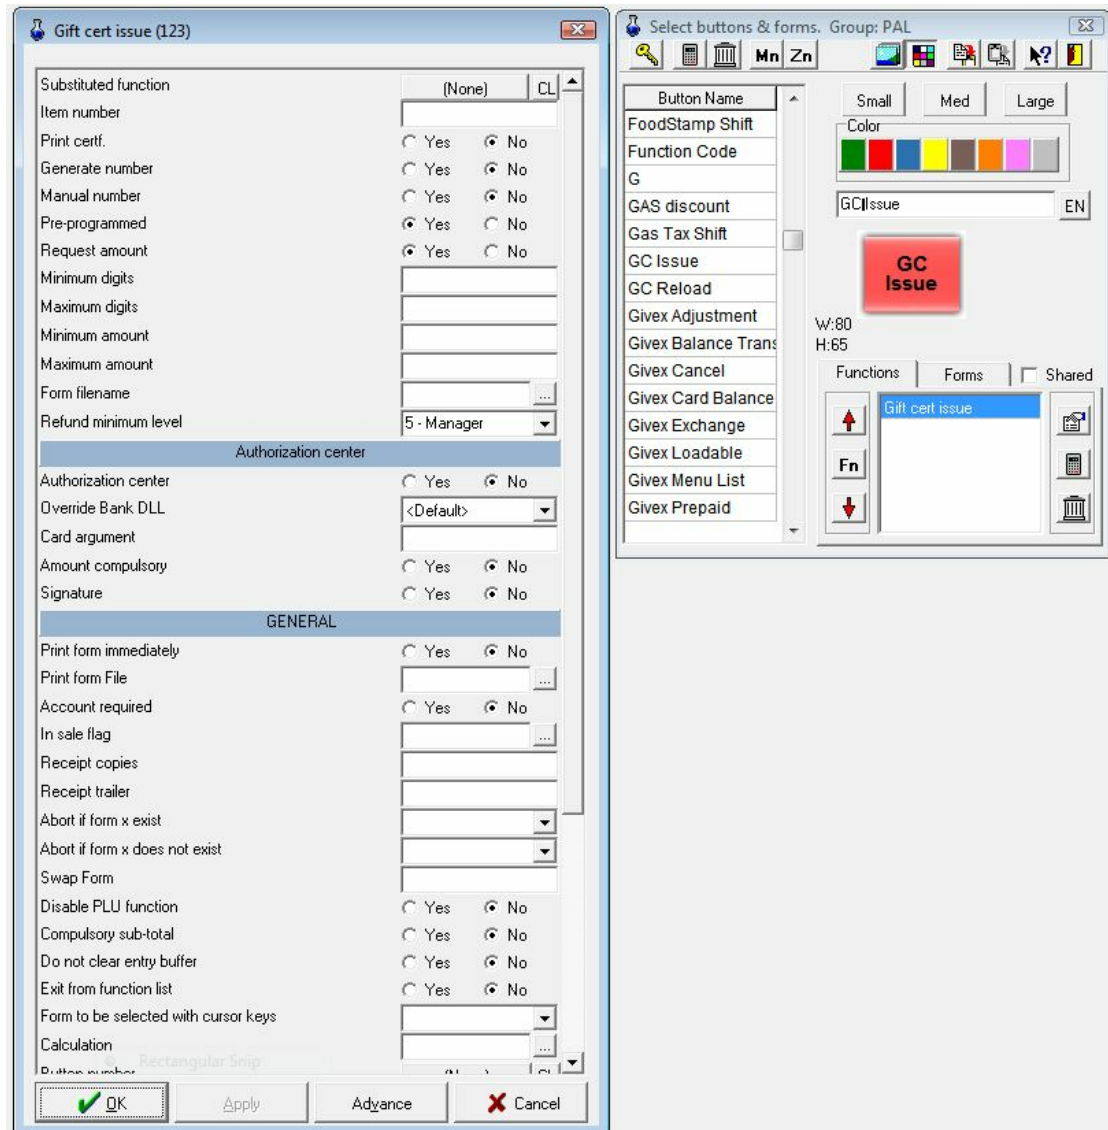 Gift cert issue (123)
Substituted function (None) CL
Item number
Print certf. Yes No
Generate number Yes No
Manual number Yes No
Pre-programmed Yes No
Request amount Yes No
Minimum digits
Maximum digits
Minimum amount
Maximum amount
Form filename ...
Refund minimum level 5 - Manager
Authorization center
Authorization center Yes No
Override Bank DLL <Default>
Card argument
Amount compulsory Yes No
Signature Yes No
GENERAL
Print form immediately Yes No
Print form File ...
Account required Yes No
In sale flag ...
Receipt copies
Receipt trailer
Abort if form x exist
Abort if form x does not exist
Swap Form
Disable PLU function Yes No
Compulsory sub-total Yes No
Do not clear entry buffer Yes No
Exit from function list Yes No
Form to be selected with cursor keys
Calculation ...
Rectangular Snip
Button number
OK Apply Advance Cancel
Select buttons & forms. Group: PAL
Mn Zn
Button Name
FoodStamp Shift
Function Code
G
GAS discount
Gas Tax Shift
GC Issue
GC Reload
Givex Adjustment
Givex Balance Trans
Givex Cancel
Givex Card Balance
Givex Exchange
Givex Loadable
Givex Menu List
Givex Prepaid
Small Med Large
Color
GC||Issue EN
GC
Issue
W:80
H:65
Functions Forms Shared
Gift cert issue
Fn